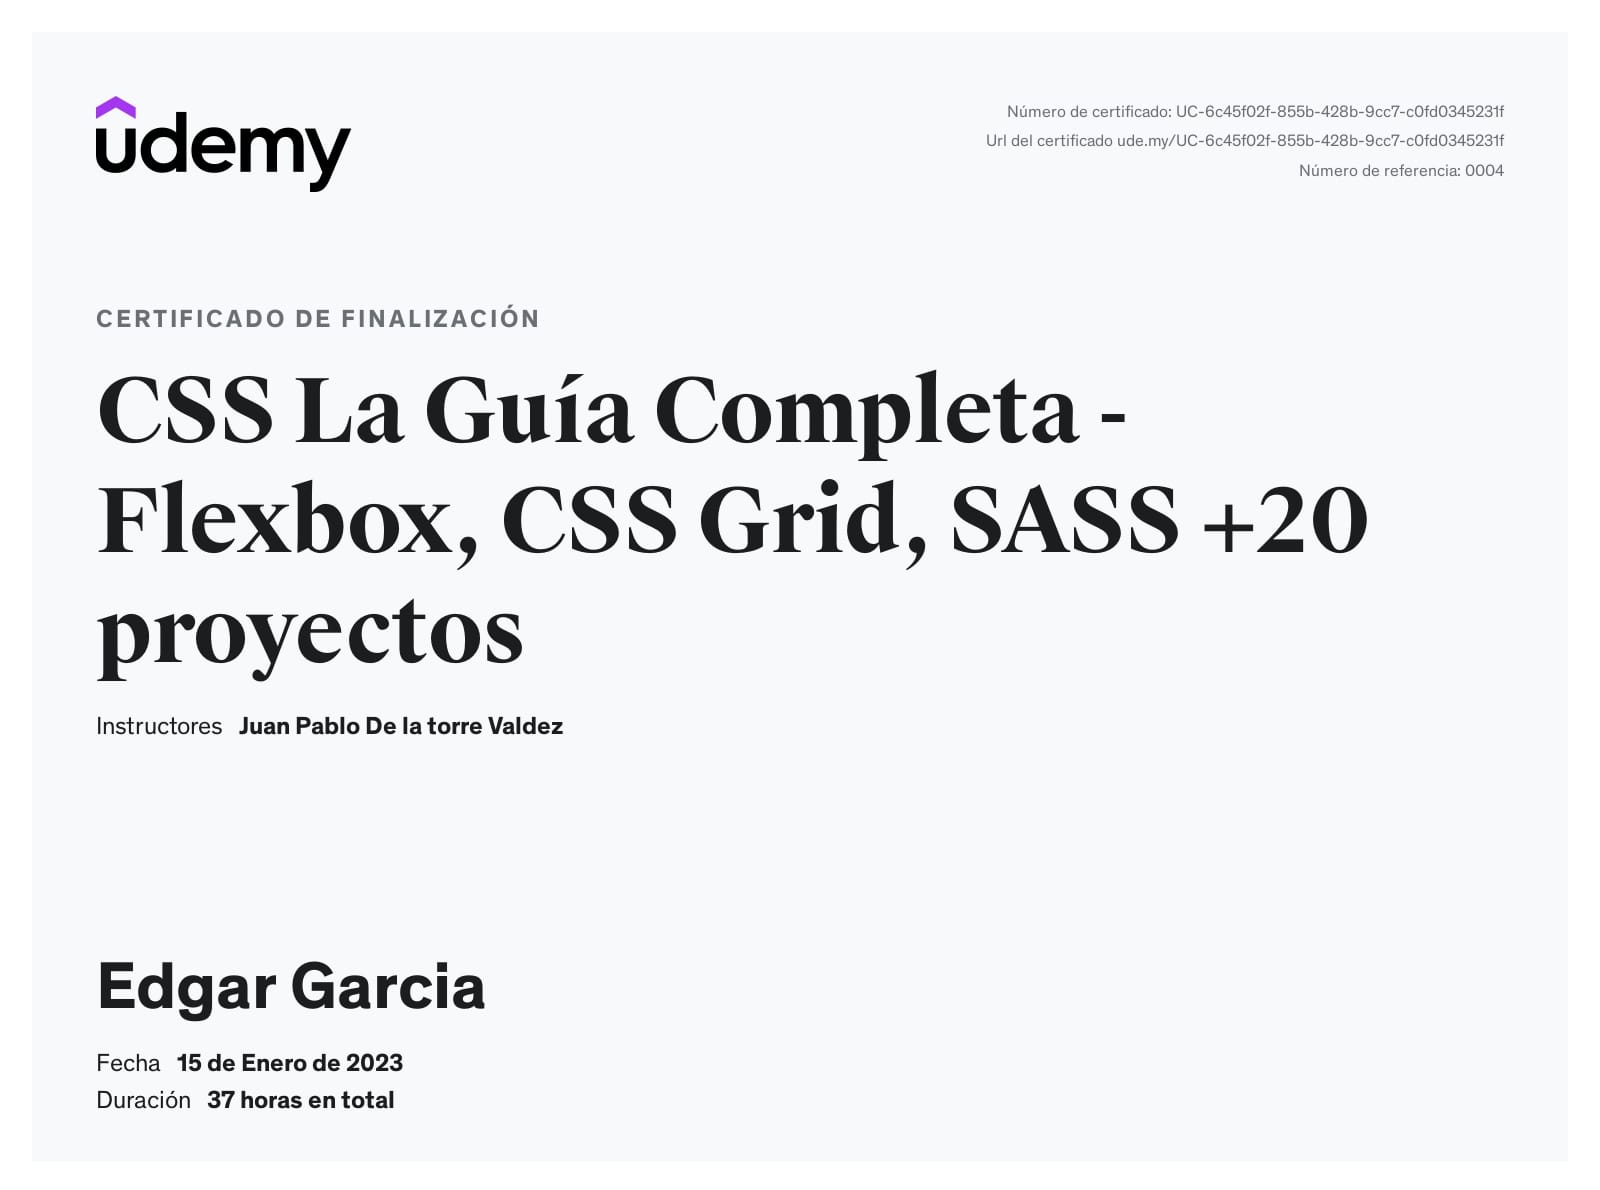 udemy
Número de certificado: UC-6c45f02f-855b-428b-9cc7-c0fd0345231f
Url del certificado ude.my/UC-6c45f02f-855b-428b-9cc7-c0fd0345231f
Número de referencia: 0004
CERTIFICADO DE FINALIZACIÓN
CSS La Guía Completa -
Flexbox, CSS Grid, SASS +20
proyectos
Instructores Juan Pablo De la torre Valdez
Edgar Garcia
Fecha 15 de Enero de 2023
Duración 37 horas en total